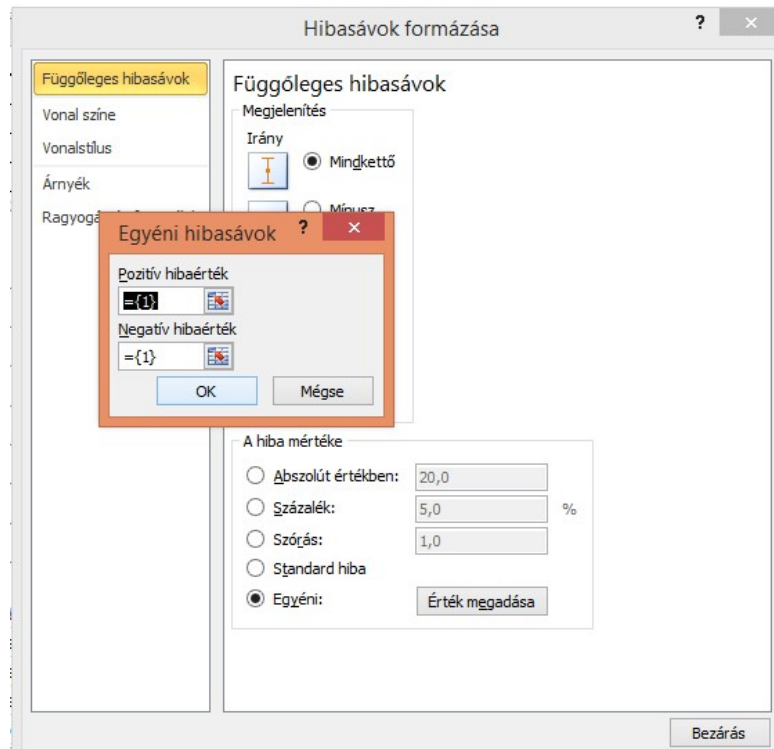 Hibasávok formázása
?
Függőleges hibasávok
Vonal színe
Vonalstílus
Árnyék
Függőleges hibasávok
Megjelenítés
Irány
Mindkettő
Mínusz
Egyéni hibasávok
?
Pozitív hibaérték
={1}
Negatív hibaérték
={1}
OK
Mégse
A hiba mértéke
Abszolút értékben:
20,0
Százalék:
5,0
%
Szórás:
1,0
Standard hiba
Egyéni:
Érték megadása
Bezárás